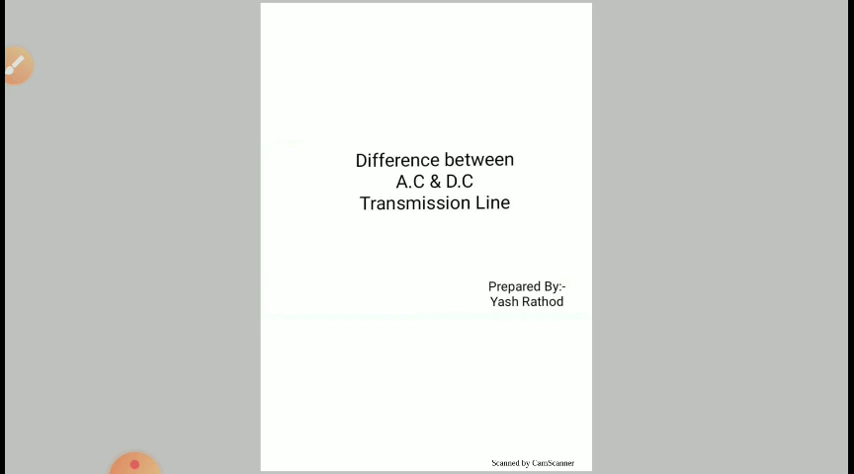 Difference between
A.C & D.C
Transmission Line
Prepared By:-
Yash Rathod
Scanned by CamScanner